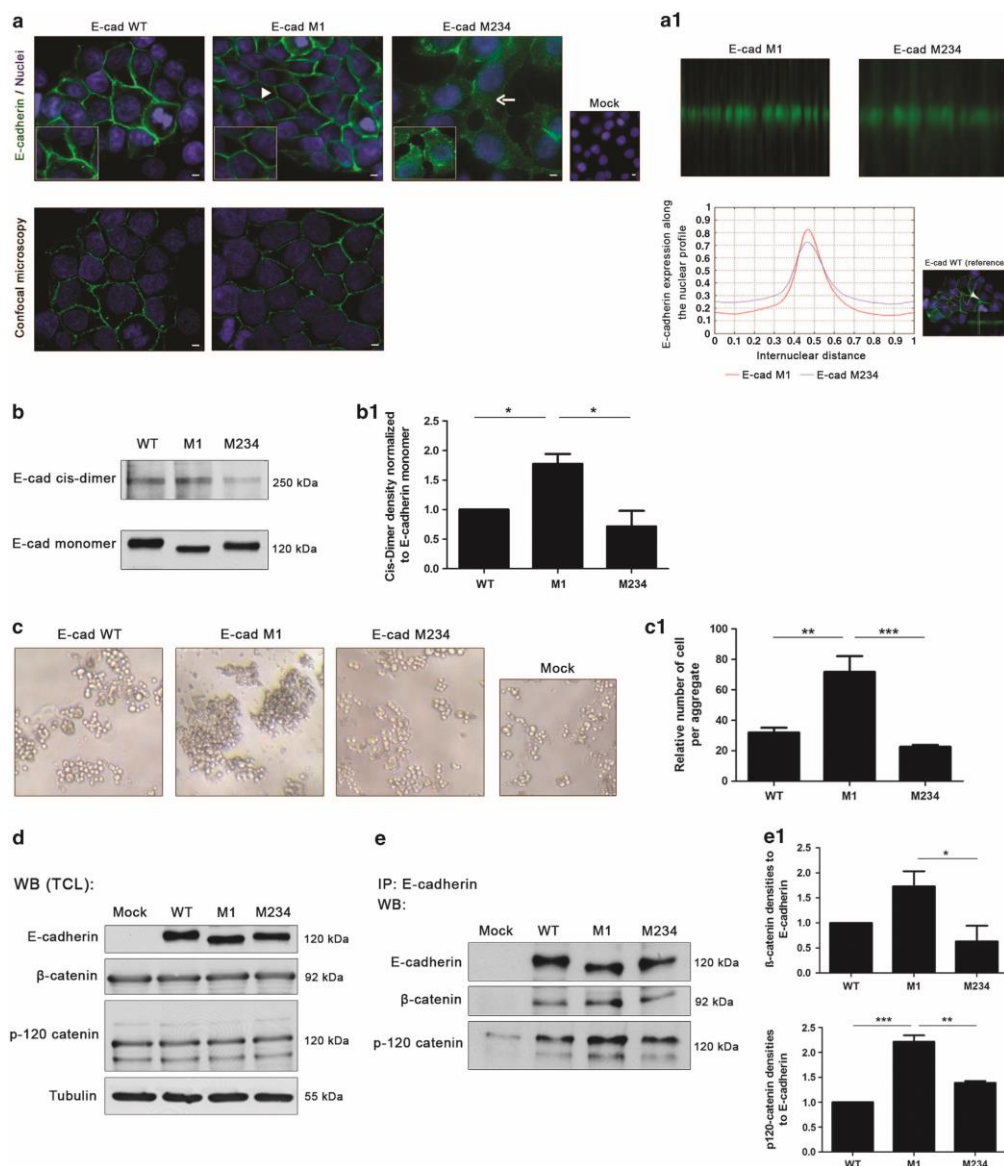 a
E-cad WT
E-cad M1
E-cad M234
E-cadherin / Nuclei
Mock
Confocal microscopy
a1
E-cad M1
E-cad M234
E-cadherin expression along
the nuclear profile
1
0.9
0.8
0.7
0.6
0.5
0.4
0.3
0.2
0.1
0
0 0.1 0.2 0.3 0.4 0.5 0.6 0.7 0.8 0.9 1
Internuclear distance
E-cad M1 E-cad M234
E-cad WT (reference
b
WT M1 M234
E-cad cis-dimer 250 kDa
E-cad monomer 120 kDa
b1
Cis-Dimer density normalized
to E-cadherin monomer
2.5
2.0
1.5
1.0
0.5
0.0
* *
WT M1 M234
c
E-cad WT
E-cad M1
E-cad M234
Mock
c1
Relative number of cell
per aggregate
100
80
60
40
20
0
** ***
WT M1 M234
d
WB (TCL):
Mock WT M1 M234
E-cadherin 120 kDa
β-catenin 92 kDa
p-120 catenin 120 kDa
Tubulin 55 kDa
e
IP: E-cadherin
WB:
Mock WT M1 M234
E-cadherin 120 kDa
β-catenin 92 kDa
p-120 catenin 120 kDa
e1
ß-catenin densities to
E-cadherin
2.5
2.0
1.5
1.0
0.5
0.0
*
WT M1 M234
p120-catenin densities
to E-cadherin
2.5
2.0
1.5
1.0
0.5
0.0
*** **
WT M1 M234